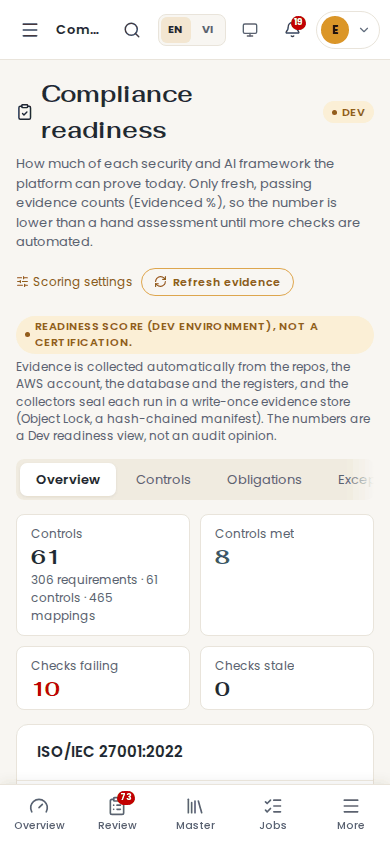 Com...
EN
VI
19
E
Compliance
readiness
DEV
How much of each security and AI framework the
platform can prove today. Only fresh, passing
evidence counts (Evidenced %), so the number is
lower than a hand assessment until more checks are
automated.
Scoring settings
Refresh evidence
READINESS SCORE (DEV ENVIRONMENT), NOT A
CERTIFICATION.
Evidence is collected automatically from the repos, the
AWS account, the database and the registers, and the
collectors seal each run in a write-once evidence store
(Object Lock, a hash-chained manifest). The numbers are
a Dev readiness view, not an audit opinion.
Overview
Controls
Obligations
Controls
61
306 requirements · 61
controls · 465
mappings
Controls met
8
Checks failing
10
Checks stale
0
ISO/IEC 27001:2022
73
Overview
Review
Master
Jobs
More